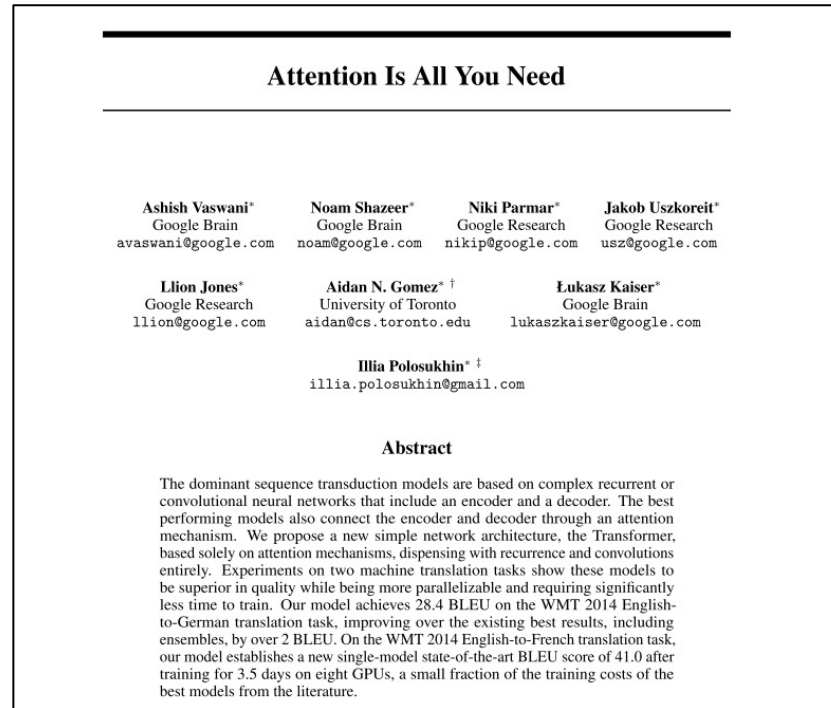 Attention Is All You Need
Ashish Vaswani* Noam Shazeer* Niki Parmar* Jakob Uszkoreit*
Google Brain Google Brain Google Research Google Research
avaswani@google.com noam@google.com nikip@google.com usz@google.com
Llion Jones* Aidan N. Gomez* † Łukasz Kaiser*
Google Research University of Toronto Google Brain
llion@google.com aidan@cs.toronto.edu lukaszkaiser@google.com
Illia Polosukhin* ‡
illia.polosukhin@gmail.com
Abstract
The dominant sequence transduction models are based on complex recurrent or
convolutional neural networks that include an encoder and a decoder. The best
performing models also connect the encoder and decoder through an attention
mechanism. We propose a new simple network architecture, the Transformer,
based solely on attention mechanisms, dispensing with recurrence and convolutions
entirely. Experiments on two machine translation tasks show these models to
be superior in quality while being more parallelizable and requiring significantly
less time to train. Our model achieves 28.4 BLEU on the WMT 2014 English-
to-German translation task, improving over the existing best results, including
ensembles, by over 2 BLEU. On the WMT 2014 English-to-French translation task,
our model establishes a new single-model state-of-the-art BLEU score of 41.0 after
training for 3.5 days on eight GPUs, a small fraction of the training costs of the
best models from the literature.